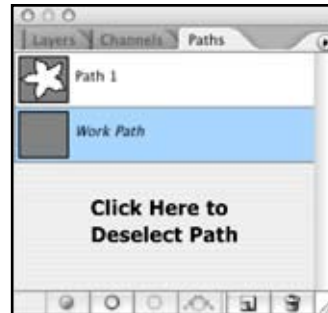 Layers Channels Paths
Path 1
Work Path
Click Here to
Deselect Path